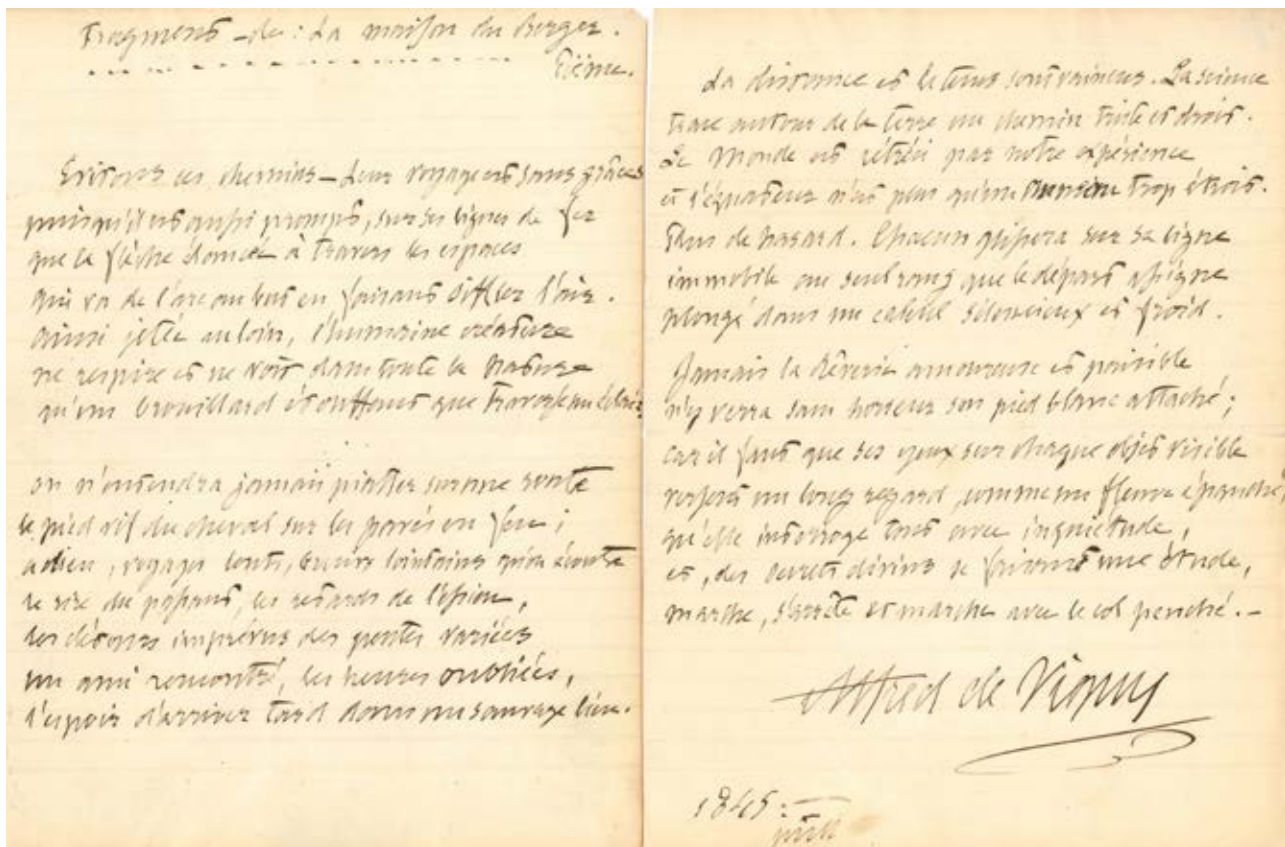 Fragment – de : La maison du Berger.
Poëme.
Evitons ces chemins – Leur voyage est sans grâces
puisqu'il est aussi prompt, sur ses lignes de fer
que la flèche élancée à travers les espaces
qui va de l'arc au but en faisant siffler l'air.
ainsi jetée au loin, l'humaine créature
ne respire et ne voit dans toute la nature
qu'un brouillard étouffant que traverse un éclair
on n'entendra jamais piaffer sur une route
le pied vif du cheval sur les pavés en feu ;
adieu, voyages lents, bruits lointains qu'on écoute
le rire du passant, les retards de l'essieu,
les détours imprévus des pentes variées
un ami rencontré, les heures oubliées,
l'espoir d'arriver tard dans un sauvage lieu.
La distance et le tems sont vaincus. La science
trace autour de la terre un chemin triste et droit.
Le Monde est rétréci par notre expérience
et l'équateur n'est plus qu'un anneau trop étroit.
Plus de hasard. Chacun glissera sur sa ligne
immobile au seul rang que le départ assigne
plongé dans un calcul silencieux et froid.
Jamais la Rêverie amoureuse et paisible
n'y verra sans horreur son pied blanc attaché ;
car il faut que ses yeux sur chaque objet visible
versent un long regard, comme un fleuve épanché,
qu'elle interroge tout avec inquiétude,
et, des secrets divins se faisant une étude,
marche, s'arrête et marche avec le col penché. –
Alfred de Vigny
1845 :